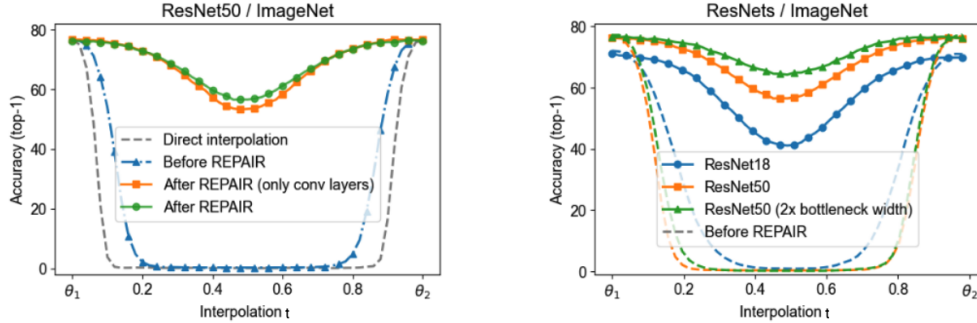 ResNet50 / ImageNet
80
60
40
20
0
Accuracy (top-1)
Direct interpolation
Before REPAIR
After REPAIR (only conv layers)
After REPAIR
θ1 0.2 0.4 0.6 0.8 θ2
Interpolation t
ResNets / ImageNet
80
60
40
20
0
Accuracy (top-1)
ResNet18
ResNet50
ResNet50 (2x bottleneck width)
Before REPAIR
θ1 0.2 0.4 0.6 0.8 θ2
Interpolation t